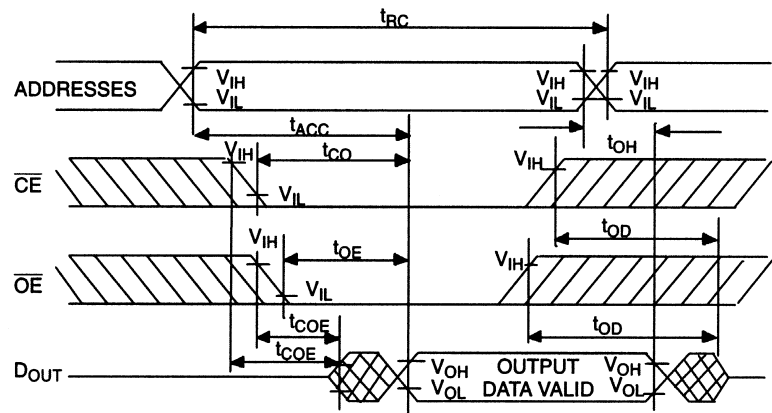 tRC
ADDRESSES
VIH
VIL
VIH
VIL
VIH
VIL
tACC
tOH
CE
VIH
tCO
VIL
VIH
tOD
OE
VIH
tOE
VIL
VIH
tOD
tCOE
tCOE
DOUT
VOH
VOL
OUTPUT
DATA VALID
VOH
VOL